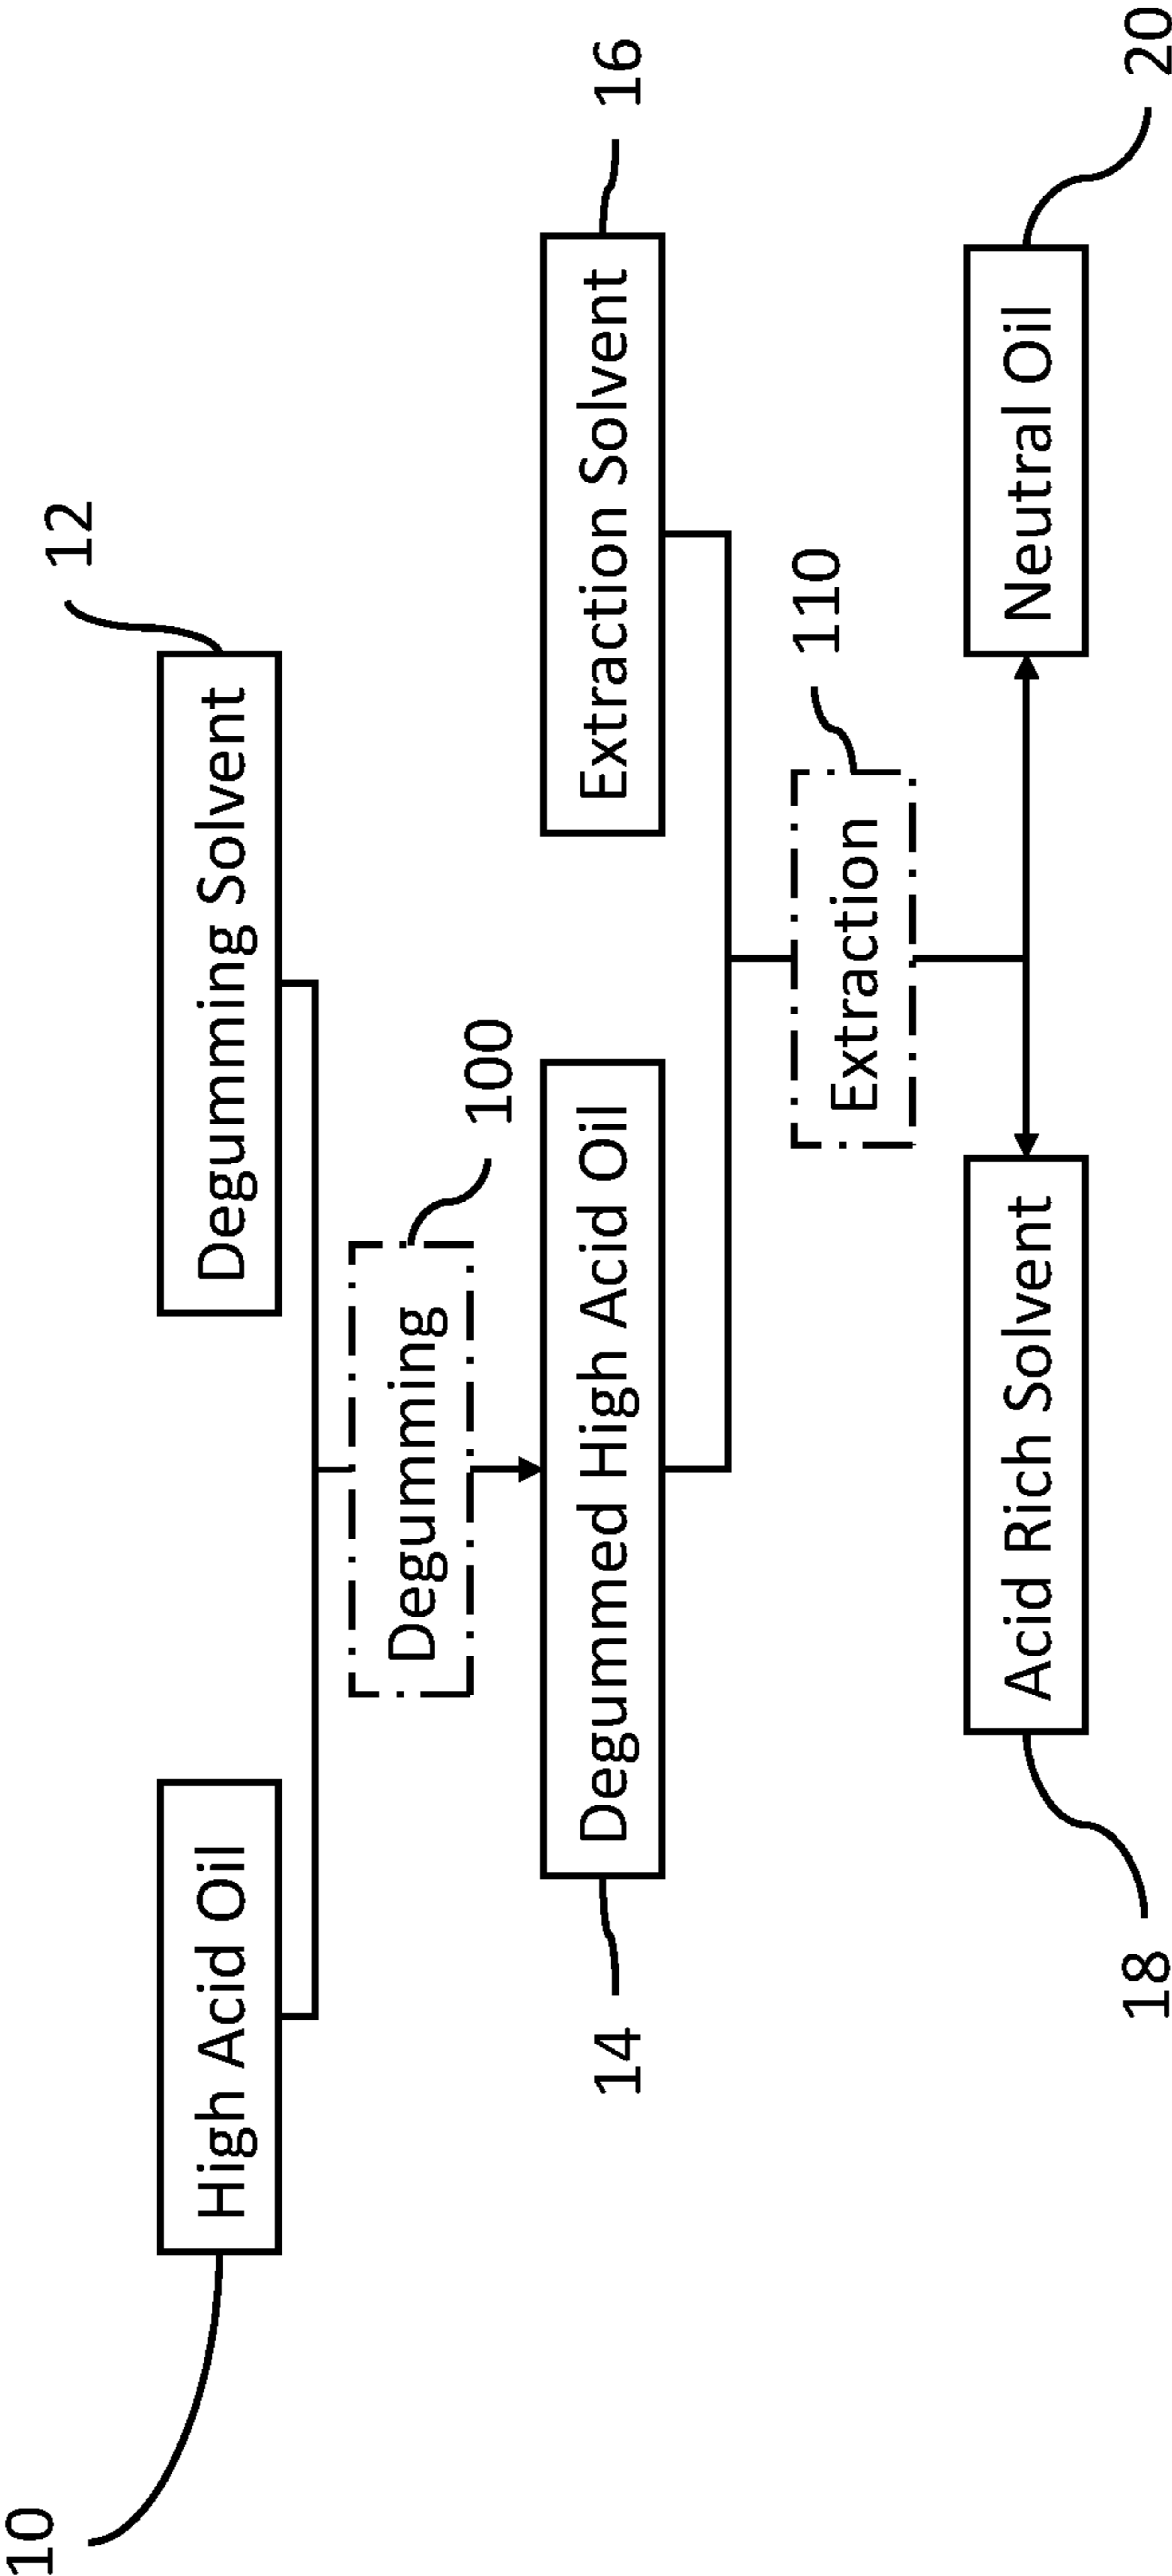 10
High Acid Oil
Degumming Solvent
12
Degumming
100
14
Degummed High Acid Oil
Extraction Solvent
16
Extraction
110
18
Acid Rich Solvent
Neutral Oil
20